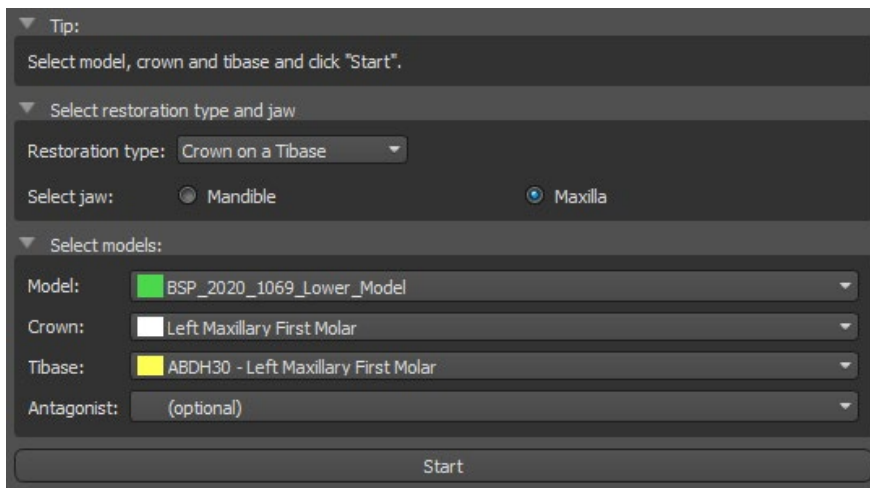 Tip:
Select model, crown and tibase and click "Start".
Select restoration type and jaw
Restoration type: Crown on a Tibase
Select jaw: Mandible Maxilla
Select models:
Model: BSP_2020_1069_Lower_Model
Crown: Left Maxillary First Molar
Tibase: ABDH30 - Left Maxillary First Molar
Antagonist: (optional)
Start